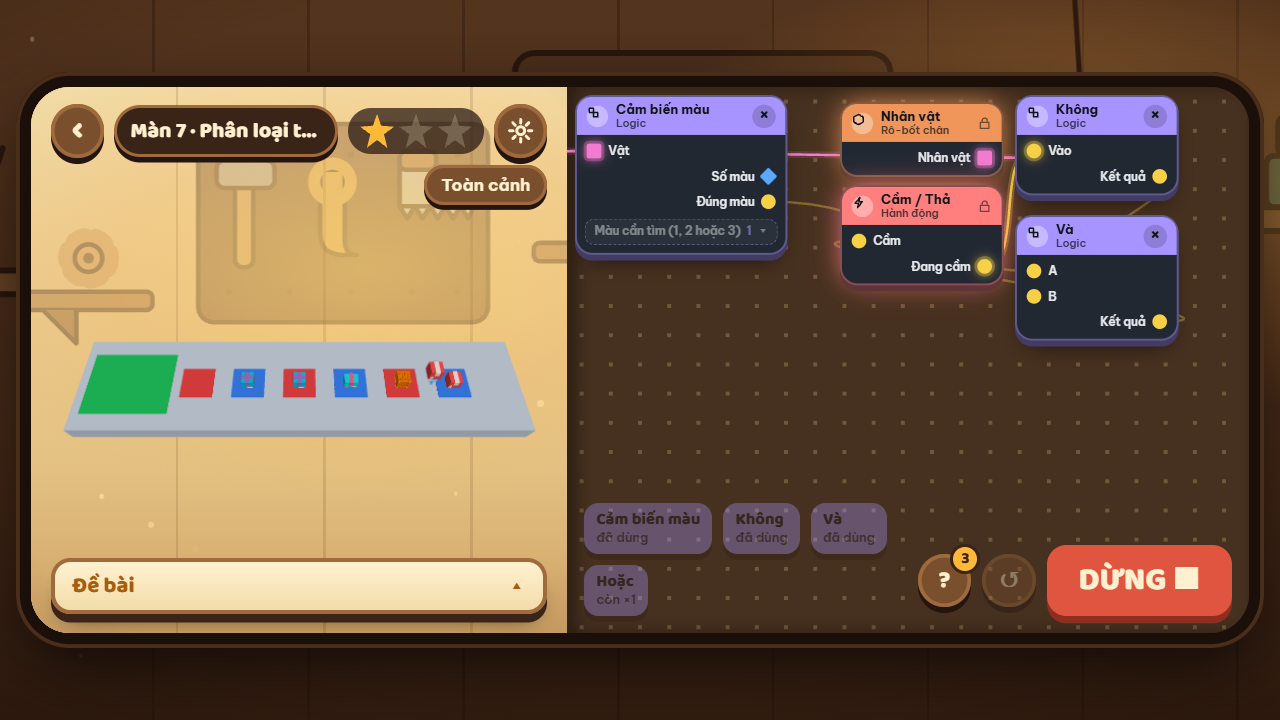 Màn 7 · Phân loại t...
Toàn cảnh
Đề bài
Cảm biến màu
Logic
Vật
Số màu
Đúng màu
Màu cần tìm (1, 2 hoặc 3) 1
Nhân vật
Rô-bốt chân
Nhân vật
Cầm / Thả
Hành động
Cầm
Đang cầm
Không
Logic
Vào
Kết quả
Và
Logic
A
B
Kết quả
Cảm biến màu
đã dùng
Không
đã dùng
Và
đã dùng
Hoặc
còn ×1
?
3
DỪNG